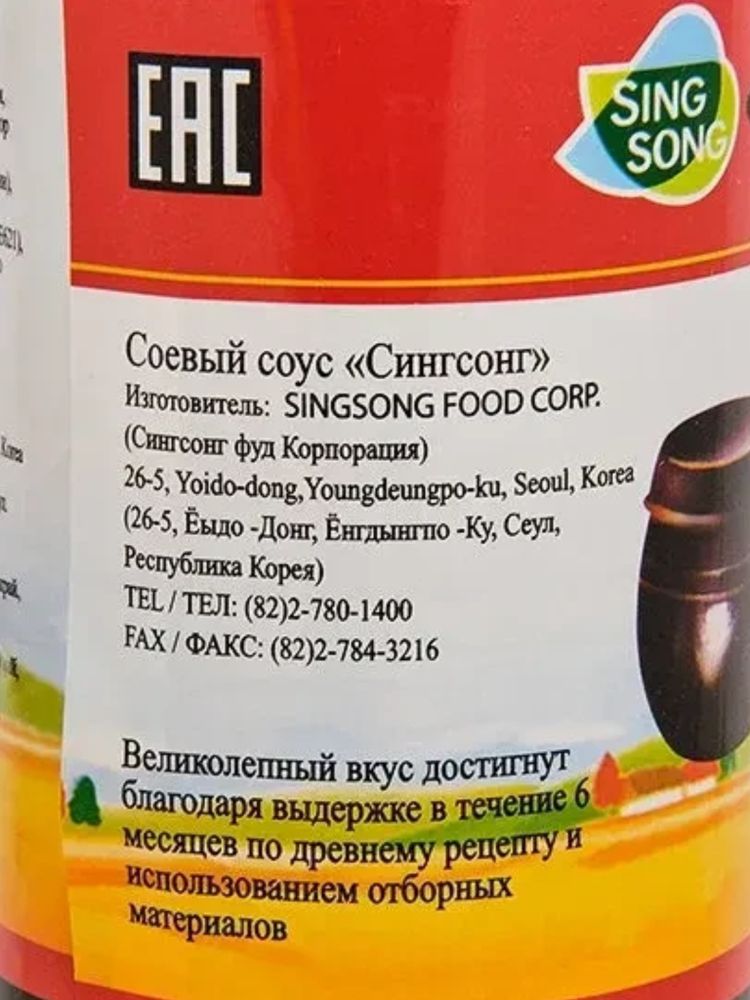 EAC
SING
SONG
Соевый соус «Сингсонг»
Изготовитель: SINGSONG FOOD CORP.
(Сингсонг фуд Корпорация)
26-5, Yoido-dong,Youngdeungpo-ku, Seoul, Korea
(26-5, Ёыдо -Донг, Ёнгдынгпо -Ку, Сеул,
Республика Корея)
TEL / ТЕЛ: (82)2-780-1400
FAX / ФАКС: (82)2-784-3216
Великолепный вкус достигнут
благодаря выдержке в течение 6
месяцев по древнему рецепту и
использованием отборных
материалов
Korea